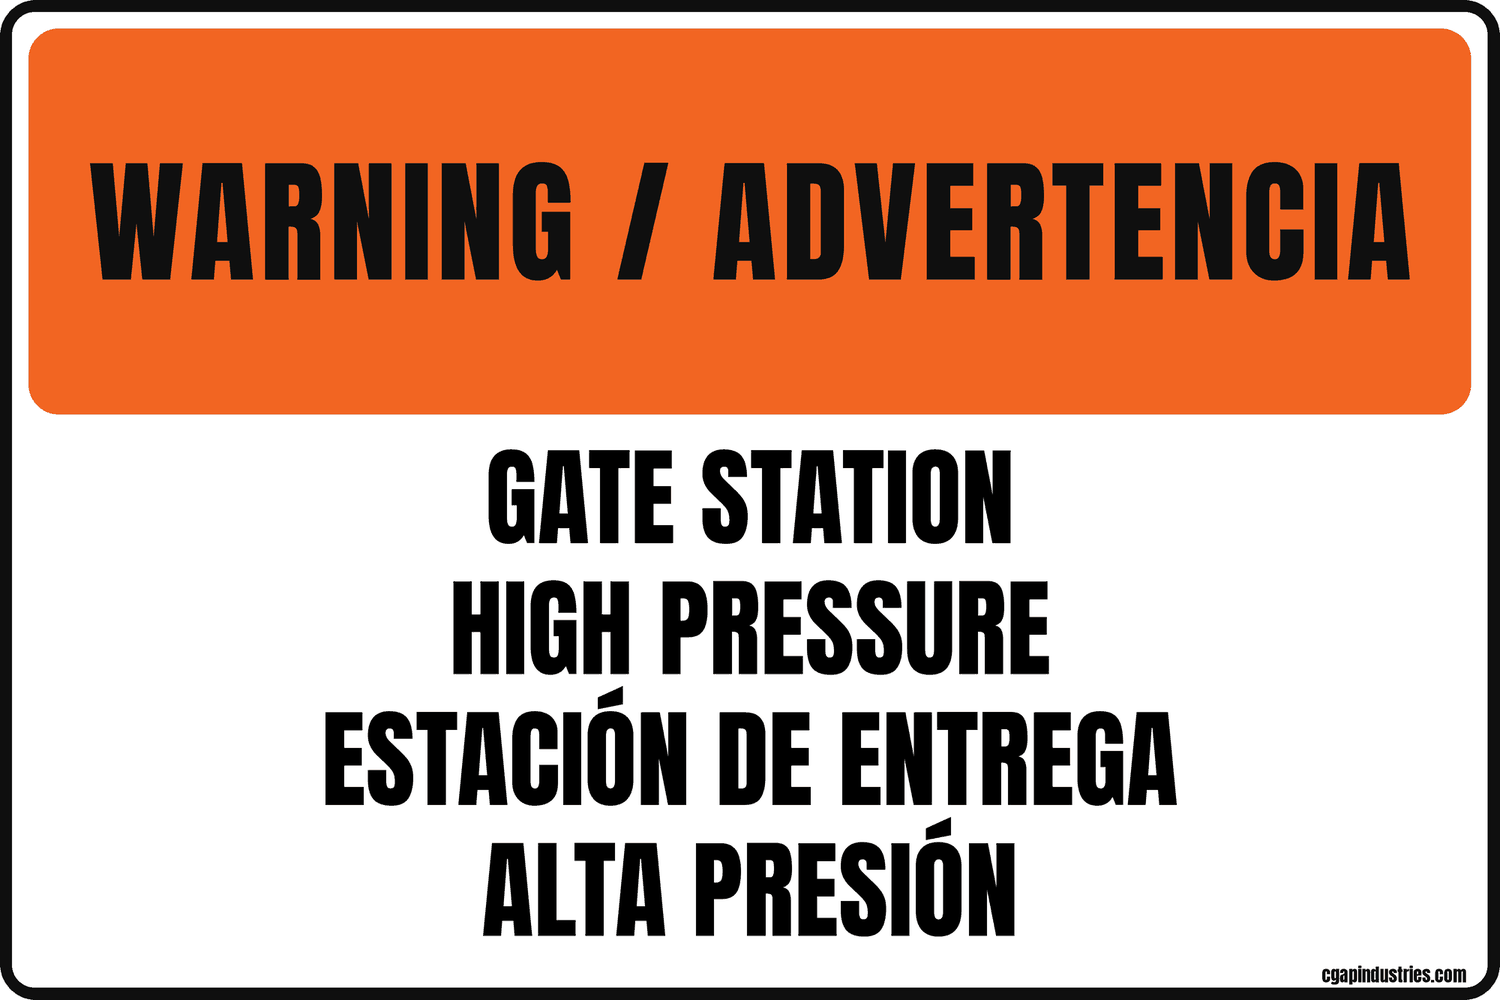 WARNING / ADVERTENCIA
GATE STATION
HIGH PRESSURE
ESTACIÓN DE ENTREGA
ALTA PRESIÓN
cgapindustries.com